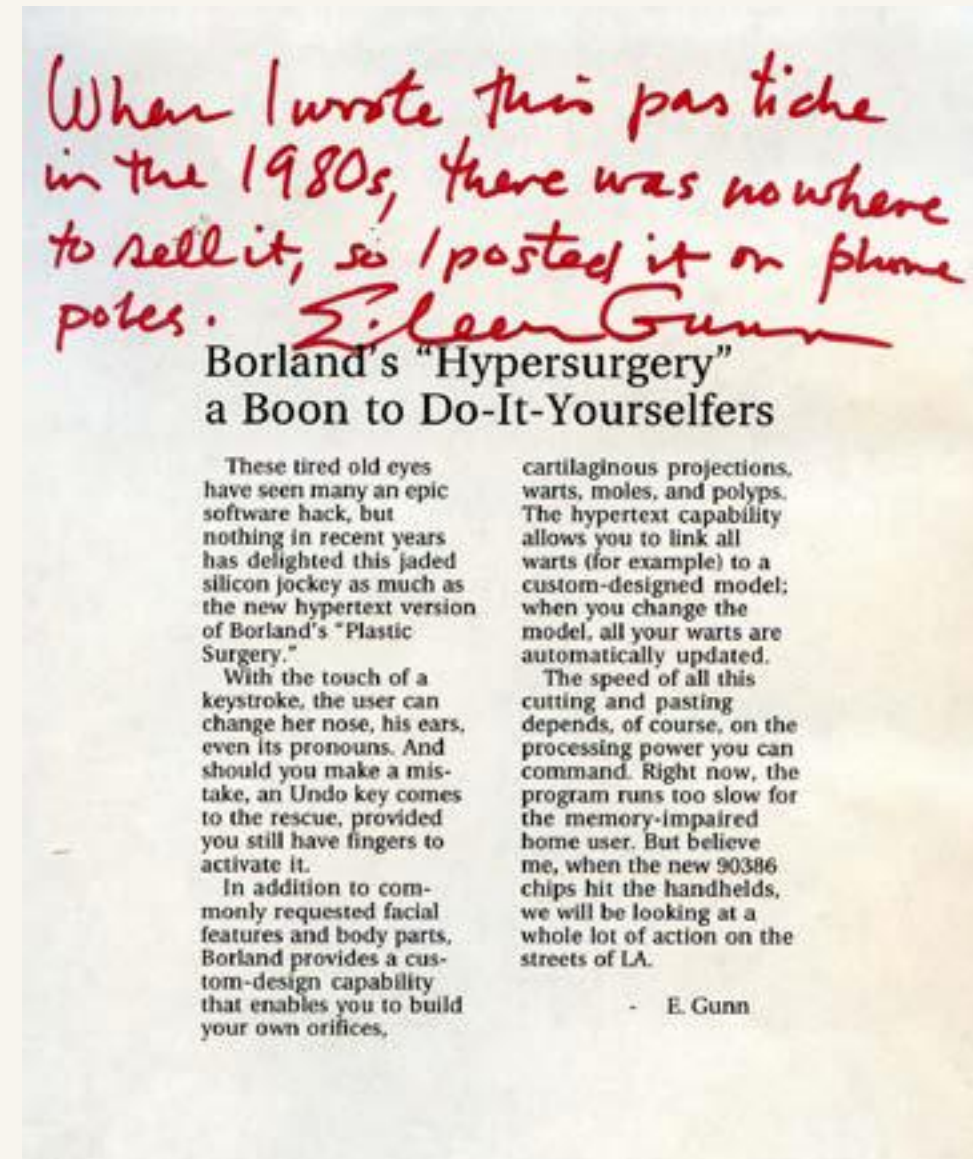 When I wrote this pastiche
in the 1980s, there was nowhere
to sell it, so I posted it on phone
poles. Eileen Gunn
Borland's “Hypersurgery”
a Boon to Do-It-Yourselfers
These tired old eyes
have seen many an epic
software hack, but
nothing in recent years
has delighted this jaded
silicon jockey as much as
the new hypertext version
of Borland's “Plastic
Surgery.”
With the touch of a
keystroke, the user can
change her nose, his ears,
even its pronouns. And
should you make a mis-
take, an Undo key comes
to the rescue, provided
you still have fingers to
activate it.
In addition to com-
monly requested facial
features and body parts,
Borland provides a cus-
tom-design capability
that enables you to build
your own orifices,
cartilaginous projections,
warts, moles, and polyps.
The hypertext capability
allows you to link all
warts (for example) to a
custom-designed model;
when you change the
model, all your warts are
automatically updated.
The speed of all this
cutting and pasting
depends, of course, on the
processing power you can
command. Right now, the
program runs too slow for
the memory-impaired
home user. But believe
me, when the new 90386
chips hit the handhelds,
we will be looking at a
whole lot of action on the
streets of LA.
- E. Gunn